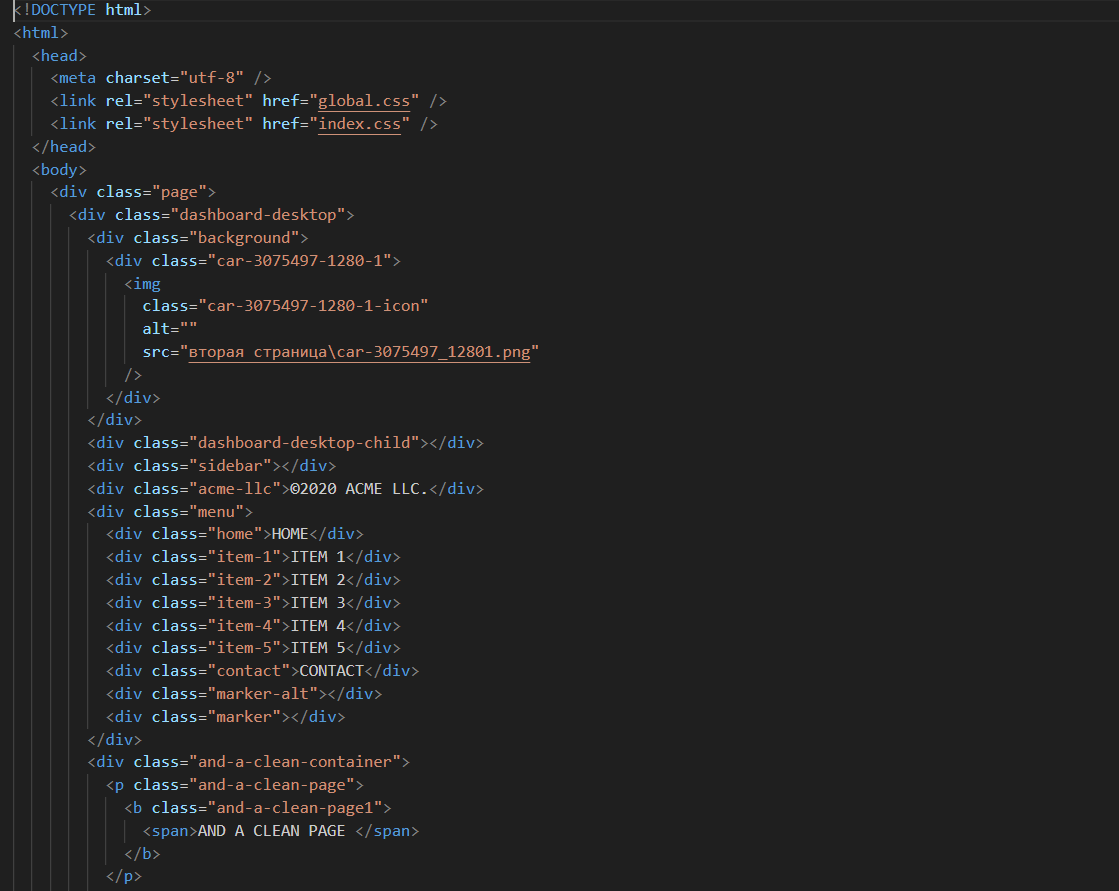 <!DOCTYPE html>
<html>
  <head>
    <meta charset="utf-8" />
    <link rel="stylesheet" href="global.css" />
    <link rel="stylesheet" href="index.css" />
  </head>
  <body>
    <div class="page">
      <div class="dashboard-desktop">
        <div class="background">
          <div class="car-3075497-1280-1">
            <img
              class="car-3075497-1280-1-icon"
              alt=""
              src="вторая страница\car-3075497_12801.png"
            />
          </div>
        </div>
        <div class="dashboard-desktop-child"></div>
        <div class="sidebar"></div>
        <div class="acme-llc">©2020 ACME LLC.</div>
        <div class="menu">
          <div class="home">HOME</div>
          <div class="item-1">ITEM 1</div>
          <div class="item-2">ITEM 2</div>
          <div class="item-3">ITEM 3</div>
          <div class="item-4">ITEM 4</div>
          <div class="item-5">ITEM 5</div>
          <div class="contact">CONTACT</div>
          <div class="marker-alt"></div>
          <div class="marker"></div>
        </div>
        <div class="and-a-clean-container">
          <p class="and-a-clean-page">
            <b class="and-a-clean-page1">
              <span>AND A CLEAN PAGE </span>
            </b>
          </p>